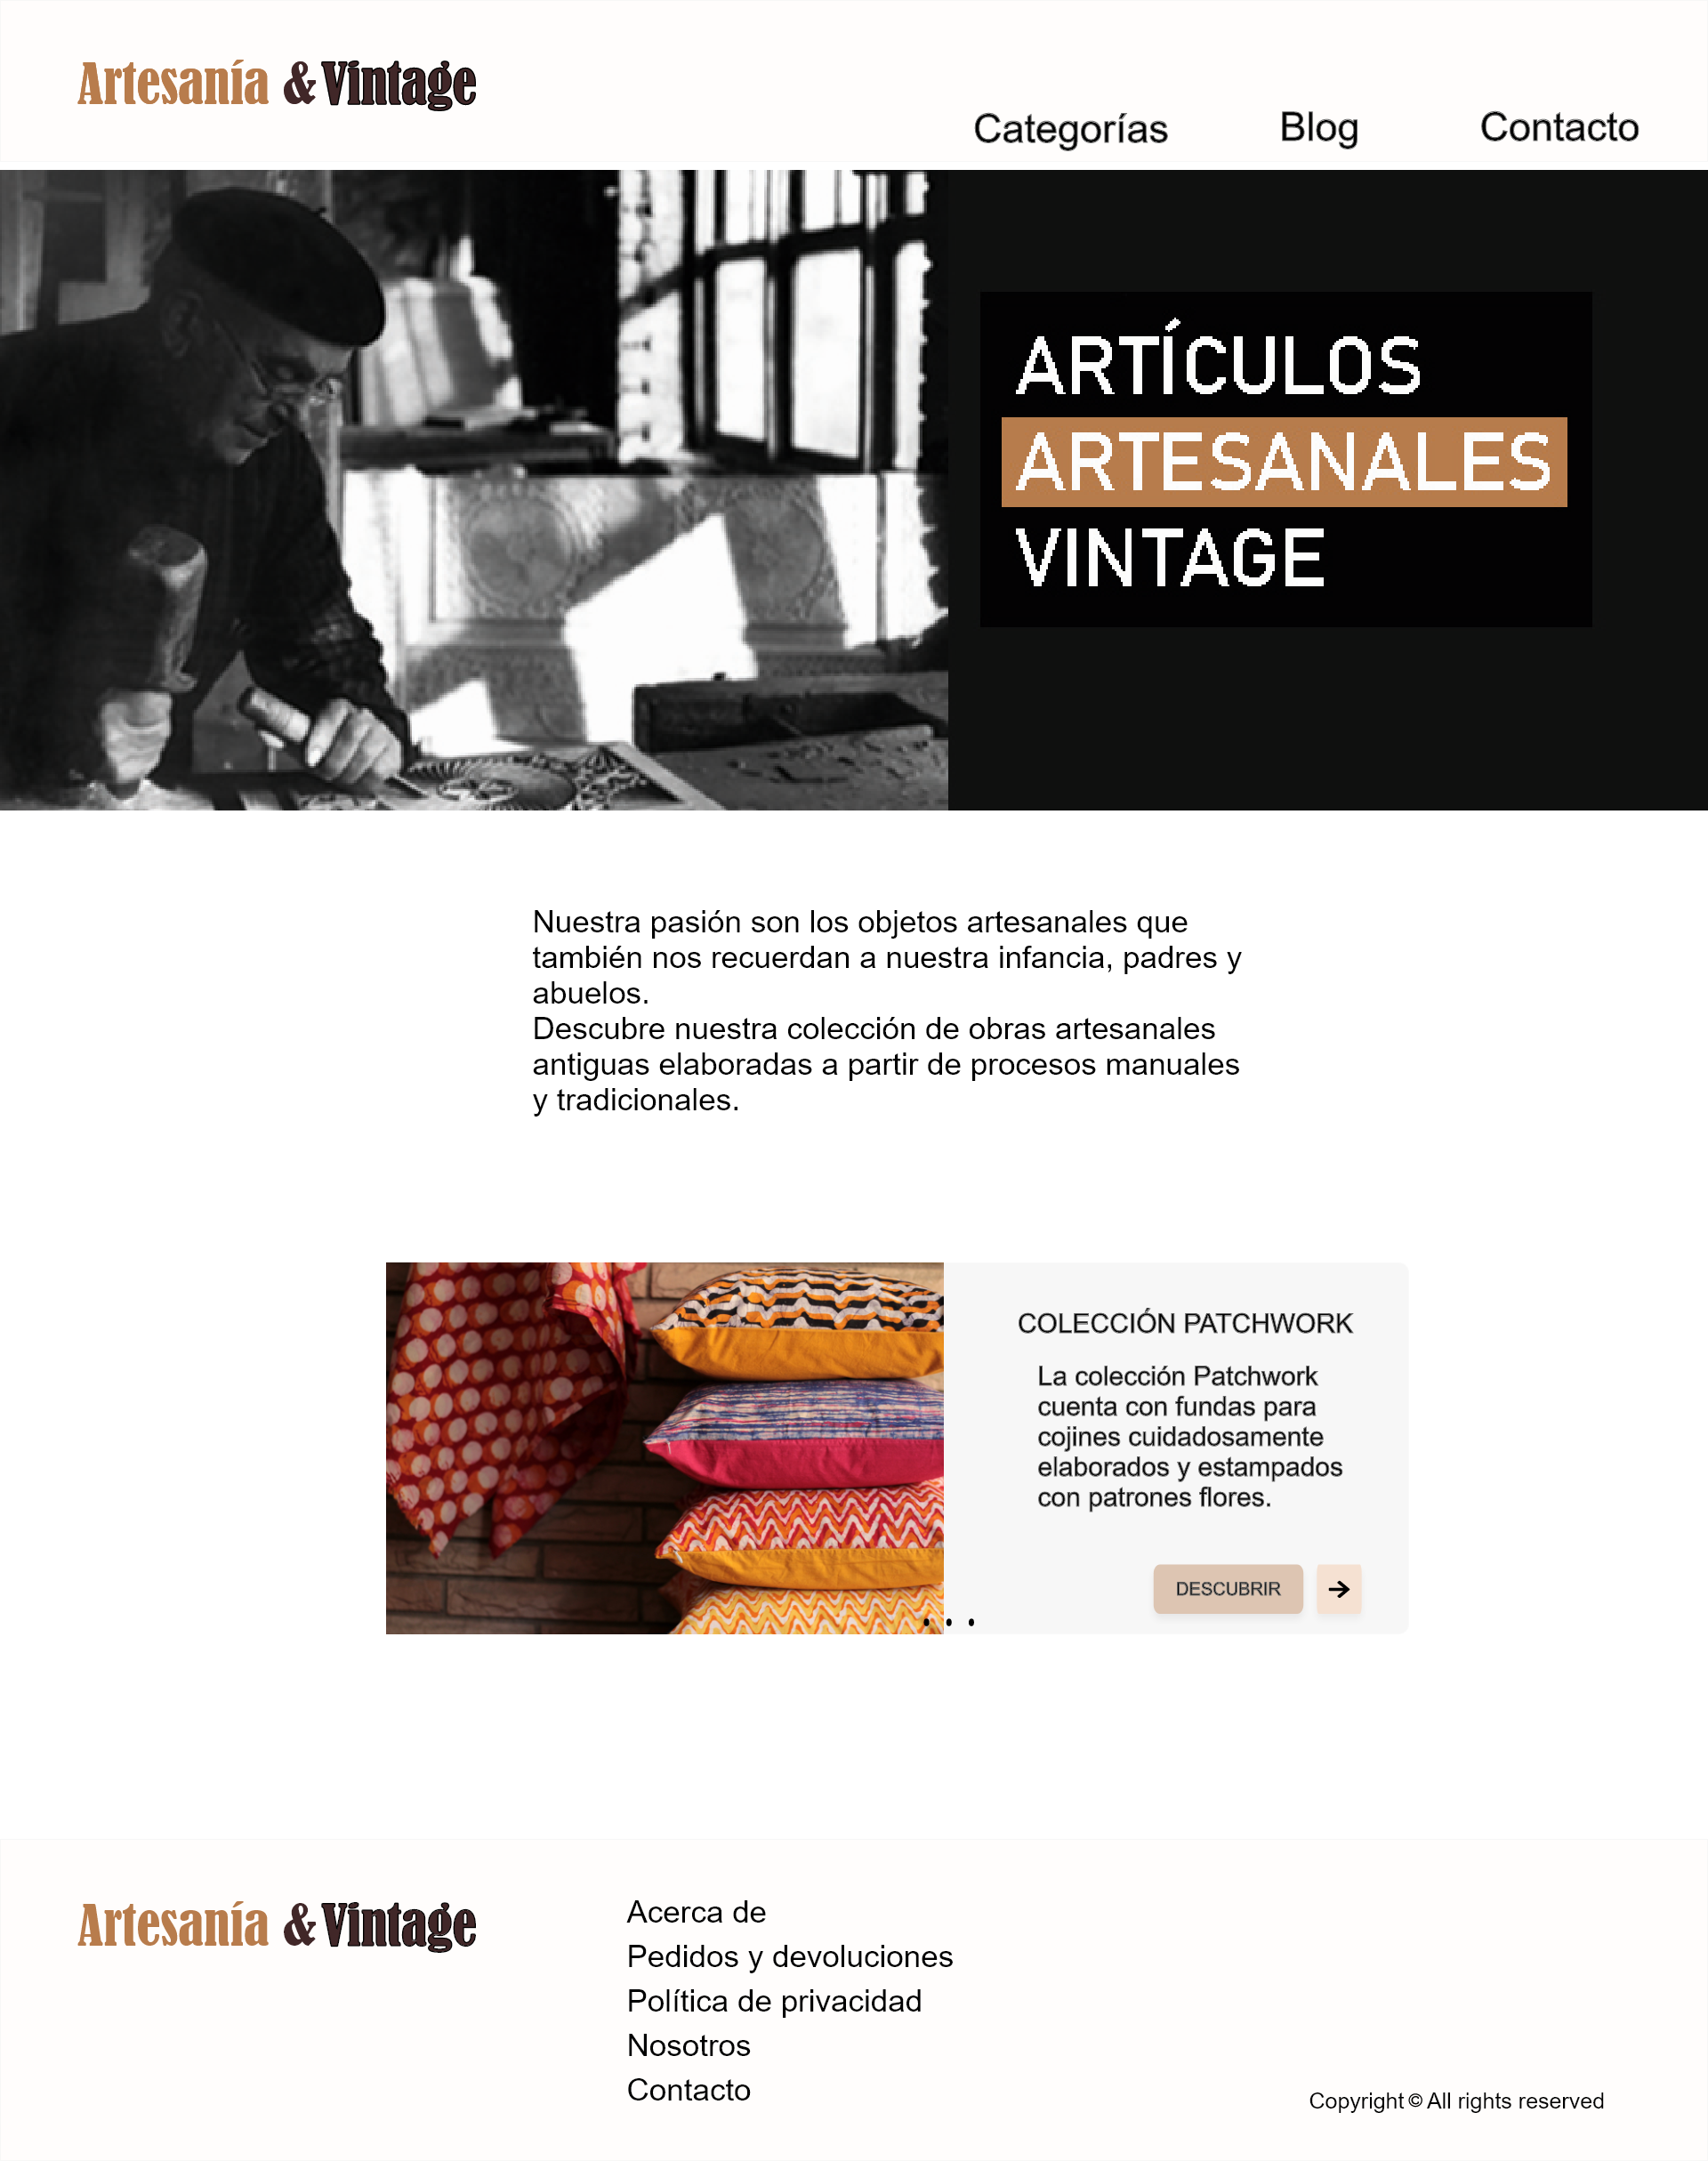 Artesanía & Vintage
Categorías
Blog
Contacto
ARTÍCULOS
ARTESANALES
VINTAGE
Nuestra pasión son los objetos artesanales que
también nos recuerdan a nuestra infancia, padres y
abuelos.
Descubre nuestra colección de obras artesanales
antiguas elaboradas a partir de procesos manuales
y tradicionales.
COLECCIÓN PATCHWORK
La colección Patchwork
cuenta con fundas para
cojines cuidadosamente
elaborados y estampados
con patrones flores.
DESCUBRIR
Artesanía & Vintage
Acerca de
Pedidos y devoluciones
Política de privacidad
Nosotros
Contacto
Copyright © All rights reserved